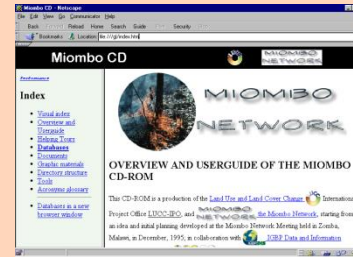 Miombo CD - Netscape
File Edit View Go Communicator Help
Back Reload Home Search Guide Print Security
Bookmarks Location: file:///g|/index.htm
Miombo CD
MIOMBO
NETWORK
Performance
Index
Visual index
Overview and
Userguide
Helping Tours
Databases
Documents
Graphic materials
Directory structure
Tools
Acronyms glossary
Databases in a new
browser window
MIOMBO
NETWORK
OVERVIEW AND USERGUIDE OF THE MIOMBO
CD-ROM
This CD-ROM is a production of the Land Use and Land Cover Change International
Project Office LUCC-IPO, and the Miombo Network, starting from
an idea and initial planning developed at the Miombo Network Meeting held in Zomba,
Malawi, in December, 1995, in collaboration with IGBP Data and Information